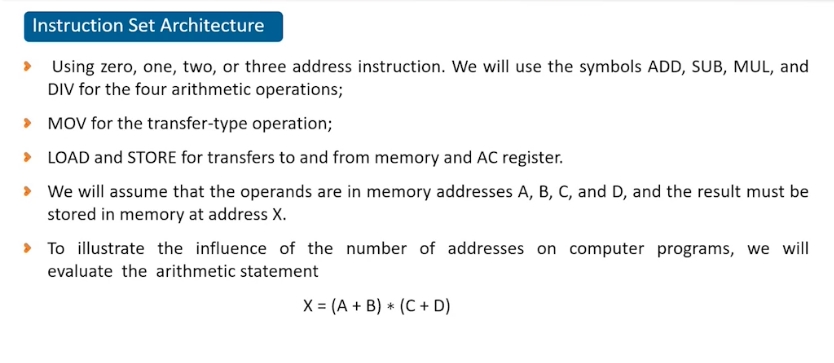 Instruction Set Architecture
Using zero, one, two, or three address instruction. We will use the symbols ADD, SUB, MUL, and
DIV for the four arithmetic operations;
MOV for the transfer-type operation;
LOAD and STORE for transfers to and from memory and AC register.
We will assume that the operands are in memory addresses A, B, C, and D, and the result must be
stored in memory at address X.
To illustrate the influence of the number of addresses on computer programs, we will
evaluate the arithmetic statement
X = (A + B) * (C + D)